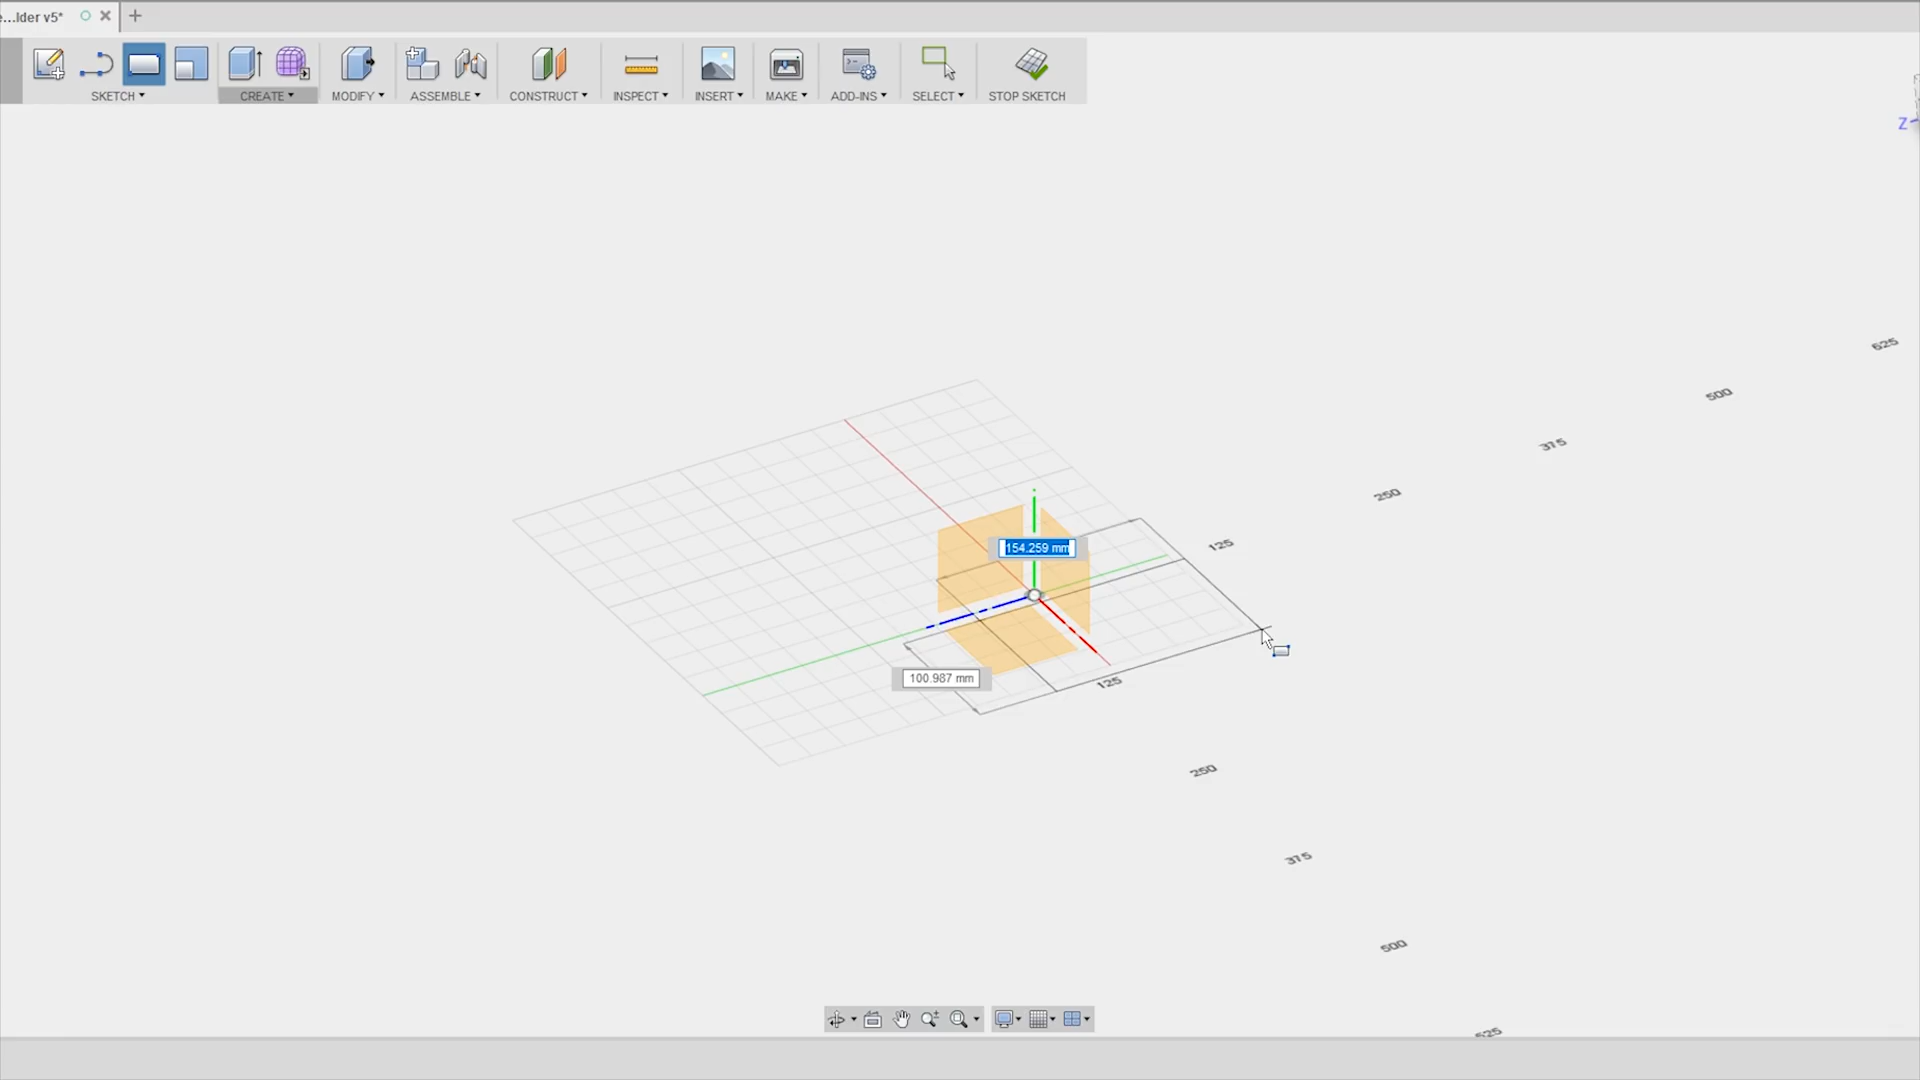 e...lder v5*
SKETCH
CREATE
MODIFY
ASSEMBLE
CONSTRUCT
INSPECT
INSERT
MAKE
ADD-INS
SELECT
STOP SKETCH
Z
625
500
375
250
125
154.259 mm
100.987 mm
125
250
375
500
625